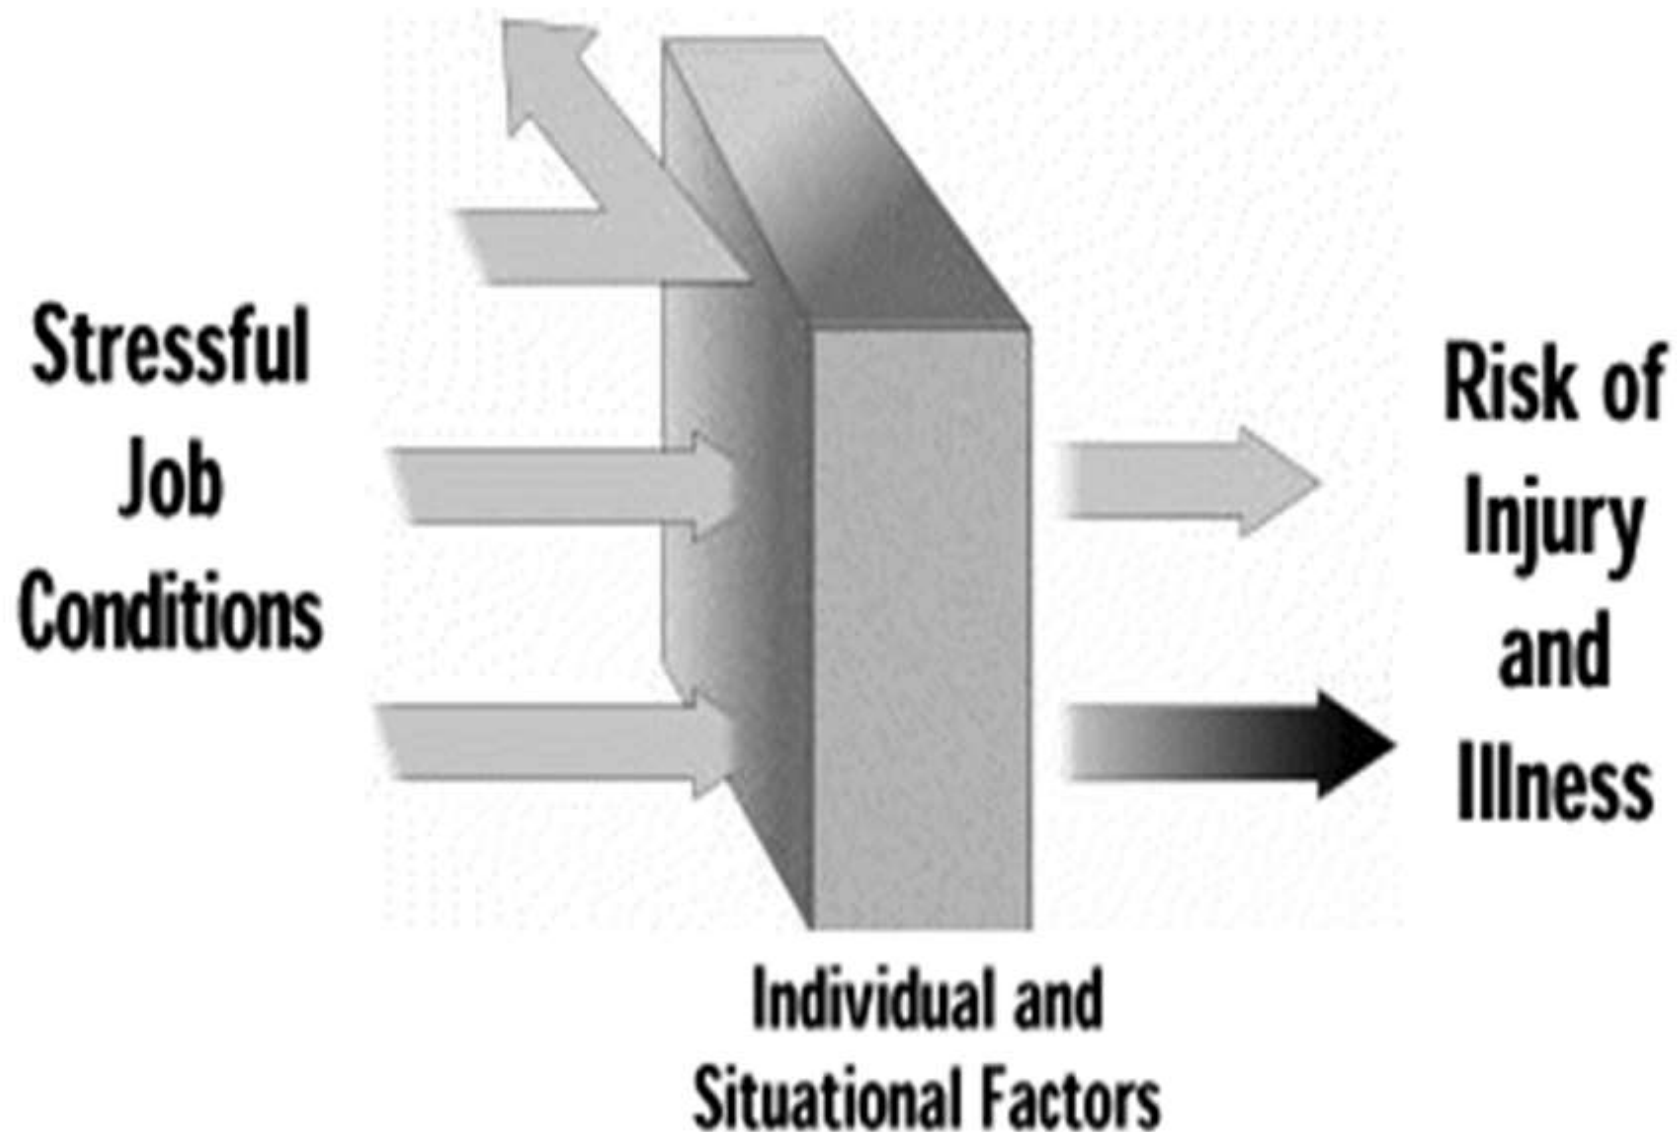 Stressful
Job
Conditions
Risk of
Injury
and
Illness
Individual and
Situational Factors